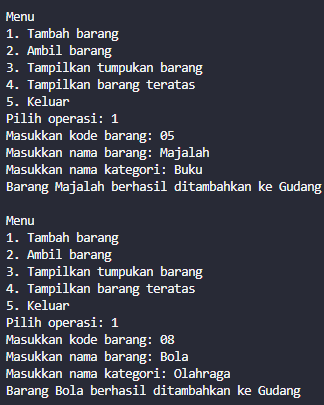 Menu
1. Tambah barang
2. Ambil barang
3. Tampilkan tumpukan barang
4. Tampilkan barang teratas
5. Keluar
Pilih operasi: 1
Masukkan kode barang: 05
Masukkan nama barang: Majalah
Masukkan nama kategori: Buku
Barang Majalah berhasil ditambahkan ke Gudang
Menu
1. Tambah barang
2. Ambil barang
3. Tampilkan tumpukan barang
4. Tampilkan barang teratas
5. Keluar
Pilih operasi: 1
Masukkan kode barang: 08
Masukkan nama barang: Bola
Masukkan nama kategori: Olahraga
Barang Bola berhasil ditambahkan ke Gudang